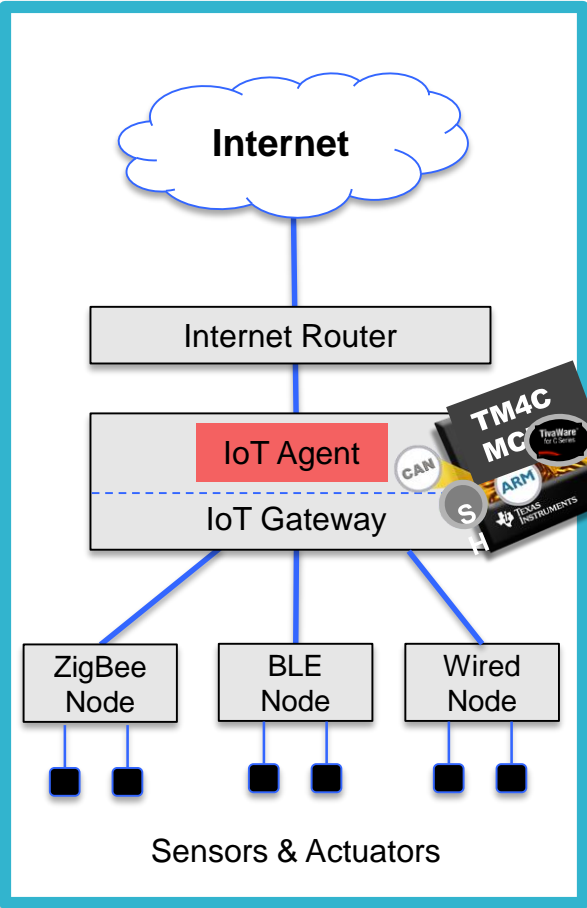 Internet
Internet Router
TM4C
MC
TivaWare
for C Series
IoT Agent
CAN
ARM
IoT Gateway
S
H
TEXAS
INSTRUMENTS
ZigBee
Node
BLE
Node
Wired
Node
Sensors & Actuators